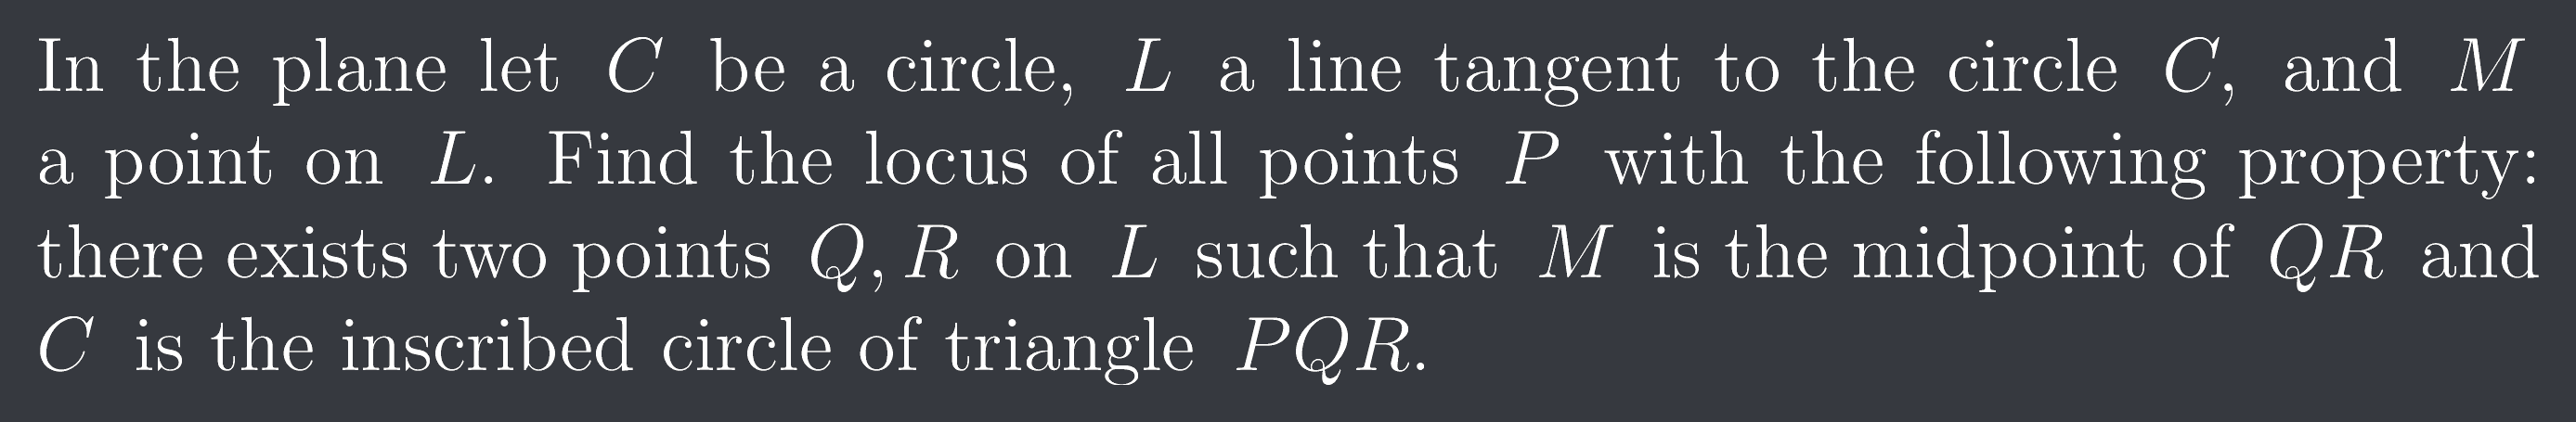 In the plane let C be a circle, L a line tangent to the circle C, and M
a point on L. Find the locus of all points P with the following property:
there exists two points Q, R on L such that M is the midpoint of QR and
C is the inscribed circle of triangle PQR.